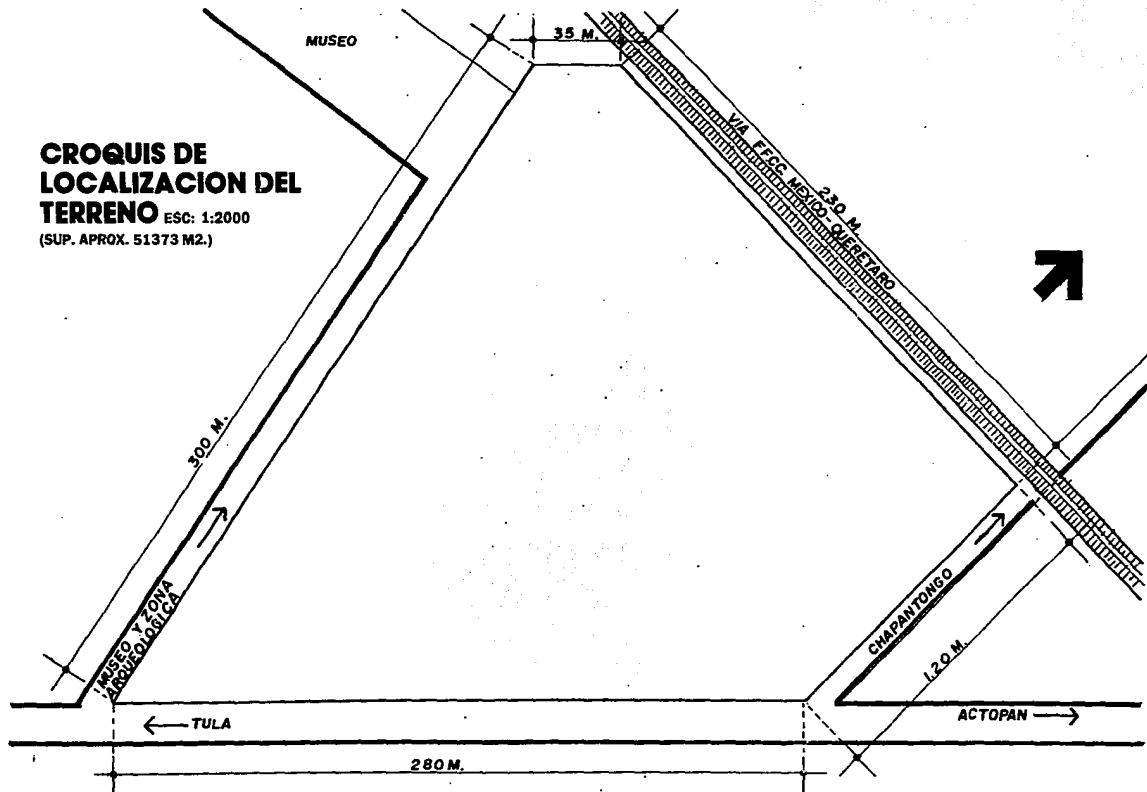 MUSEO
35 M.
CROQUIS DE
LOCALIZACION DEL
TERRENO ESC: 1:2000
(SUP. APROX. 51373 M2.)
VIA FFCC. MEXICO-QUERETARO
230 M.
300 M.
MUSEO Y ZONA
ARQUEOLOGICA
CHAPANTONGO
120 M.
TULA
ACTOPAN
280 M.